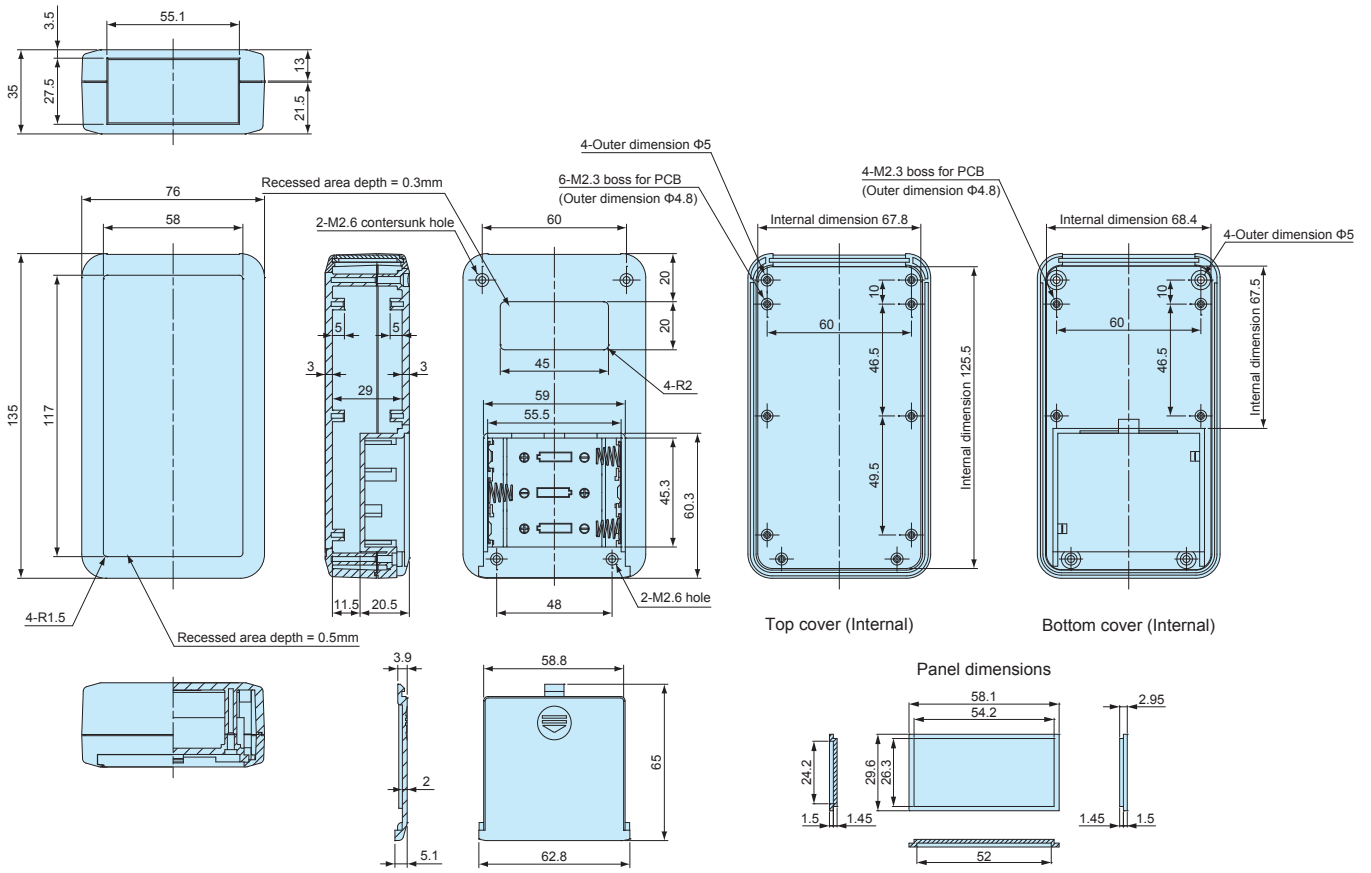 55.1
3.5
35
27.5
13
21.5
76
58
135
117
4-R1.5
Recessed area depth = 0.5mm
Recessed area depth = 0.3mm
2-M2.6 contersunk hole
5
5
3
3
29
11.5
20.5
60
20
20
45
4-R2
59
55.5
45.3
60.3
48
2-M2.6 hole
4-Outer dimension Φ5
6-M2.3 boss for PCB
(Outer dimension Φ4.8)
Internal dimension 67.8
10
60
46.5
49.5
Internal dimension 125.5
Top cover (Internal)
4-M2.3 boss for PCB
(Outer dimension Φ4.8)
Internal dimension 68.4
4-Outer dimension Φ5
10
60
46.5
Internal dimension 67.5
Bottom cover (Internal)
3.9
2
5.1
58.8
65
62.8
Panel dimensions
58.1
54.2
2.95
24.2
29.6
26.3
1.5
1.45
1.45
1.5
52